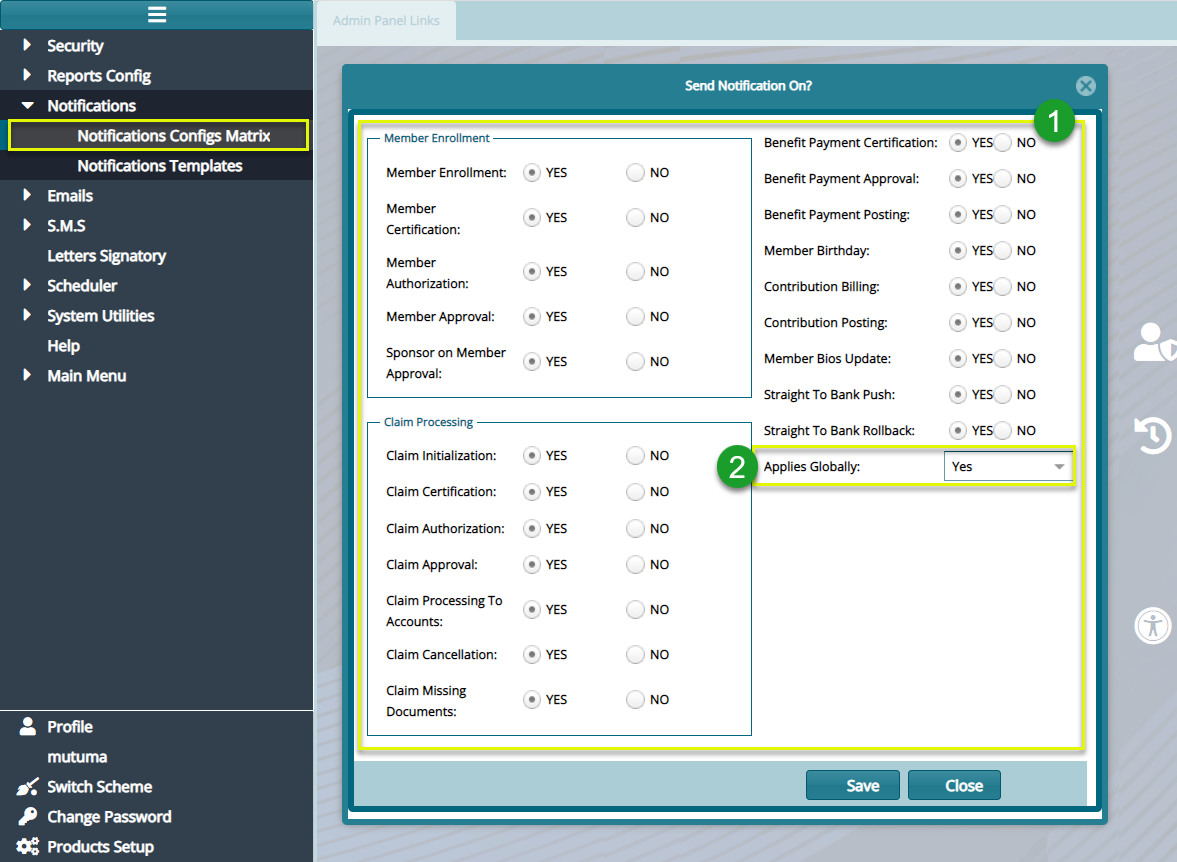 Admin Panel Links
Security
Reports Config
Notifications
Notifications Configs Matrix
Notifications Templates
Emails
S.M.S
Letters Signatory
Scheduler
System Utilities
Help
Main Menu
Profile
mutuma
Switch Scheme
Change Password
Products Setup
Send Notification On?
1
Member Enrollment
Member Enrollment: YES NO
Member
Certification: YES NO
Member
Authorization: YES NO
Member Approval: YES NO
Sponsor on Member
Approval: YES NO
Claim Processing
Claim Initialization: YES NO
Claim Certification: YES NO
Claim Authorization: YES NO
Claim Approval: YES NO
Claim Processing To
Accounts: YES NO
Claim Cancellation: YES NO
Claim Missing
Documents: YES NO
Benefit Payment Certification: YES NO
Benefit Payment Approval: YES NO
Benefit Payment Posting: YES NO
Member Birthday: YES NO
Contribution Billing: YES NO
Contribution Posting: YES NO
Member Bios Update: YES NO
Straight To Bank Push: YES NO
Straight To Bank Rollback: YES NO
2 Applies Globally: Yes
Save Close